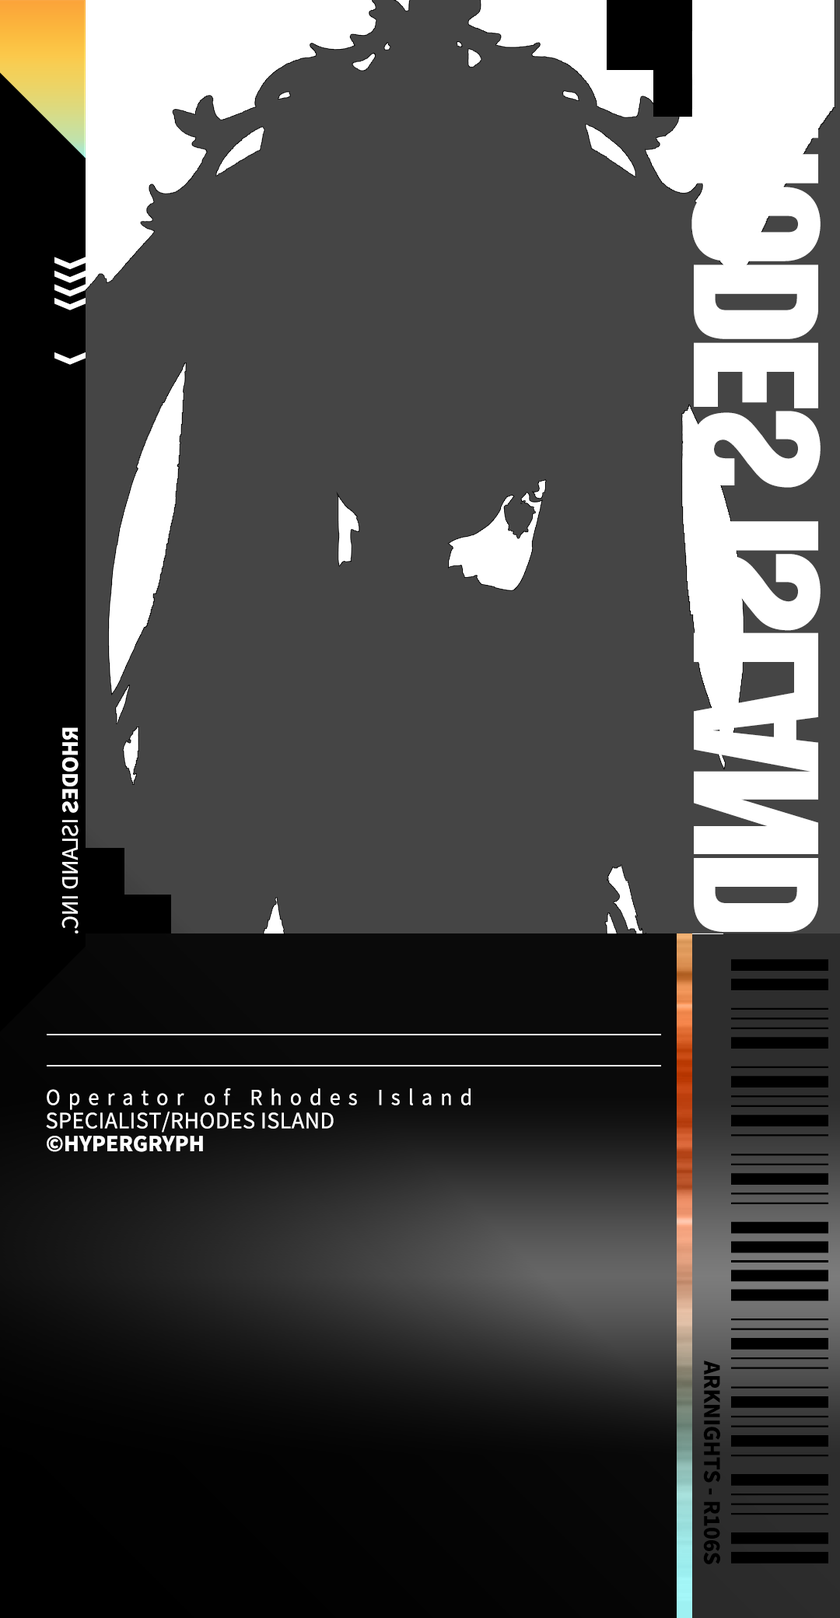 RHODES ISLAND
RHODES ISLAND INC.
Operator of Rhodes Island
SPECIALIST/RHODES ISLAND
©HYPERGRYPH
ARKNIGHTS - R106S